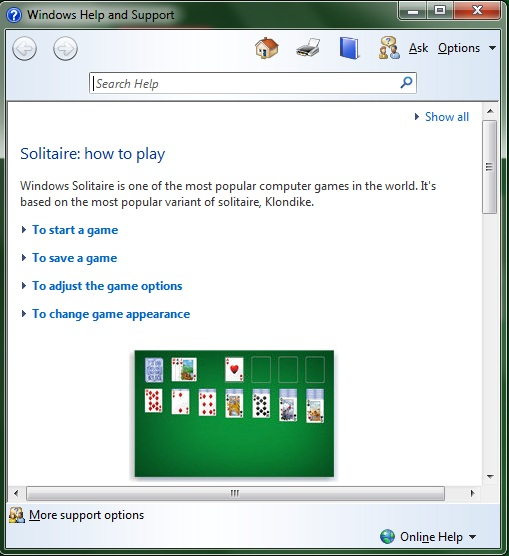 Windows Help and Support
Ask Options
Search Help
Show all
Solitaire: how to play
Windows Solitaire is one of the most popular computer games in the world. It's
based on the most popular variant of solitaire, Klondike.
To start a game
To save a game
To adjust the game options
To change game appearance
More support options
Online Help